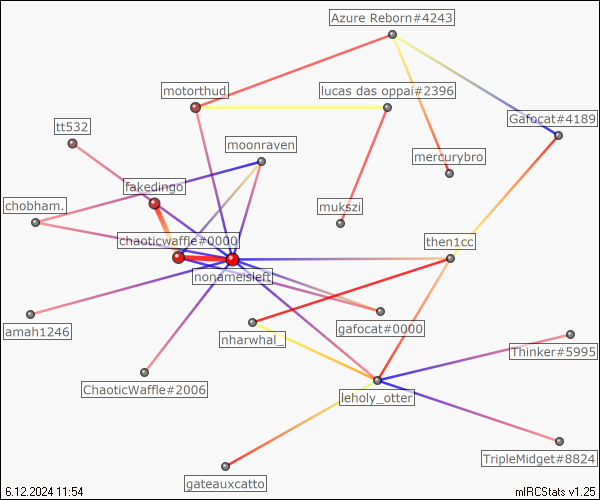 Azure Reborn#4243
motorthud_
lucas das oppai#2396
Gafocat#4189
tt532
moonraven
mercurybro
fakedingo
chobham.
mukszi
chaoticwaffle#0000
then1cc
nonameisleft
amah1246
nharwhal_
gafocat#0000
Thinker#5995
ChaoticWaffle#2006
leholy_otter
TripleMidget#8824
gateauxcatto
6.12.2024 11:54
mIRCStats v1.25